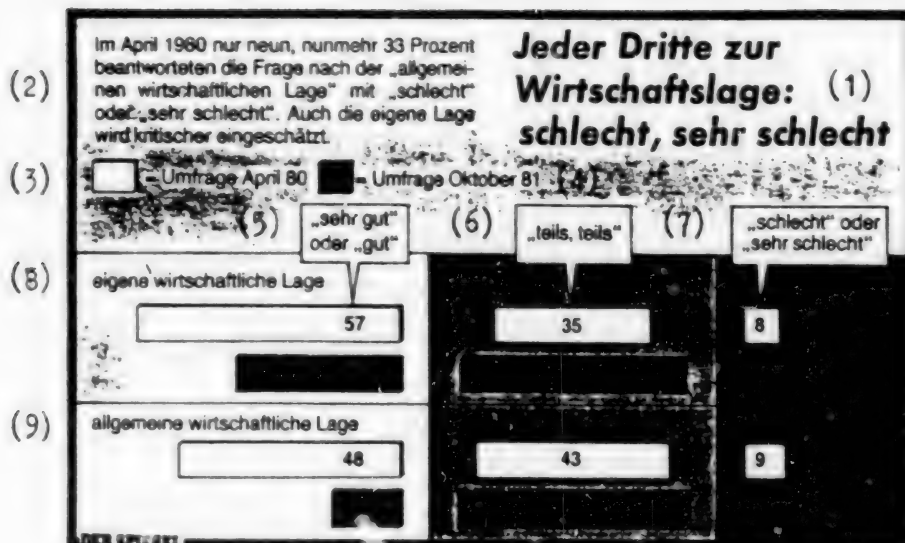 Im April 1980 nur neun, nunmehr 33 Prozent
beantworteten die Frage nach der „allgemei-
nen wirtschaftlichen Lage" mit „schlecht"
oder „sehr schlecht". Auch die eigene Lage
wird kritischer eingeschätzt.
(2)
Jeder Dritte zur
Wirtschaftslage:
schlecht, sehr schlecht
(1)
(3)
= Umfrage April 80
= Umfrage Oktober 81
(4)
(5)
„sehr gut"
oder „gut"
(6)
„teils, teils"
(7)
„schlecht" oder
„sehr schlecht"
(8)
eigene wirtschaftliche Lage
57
35
8
(9)
allgemeine wirtschaftliche Lage
48
43
9
DER SPIEGEL